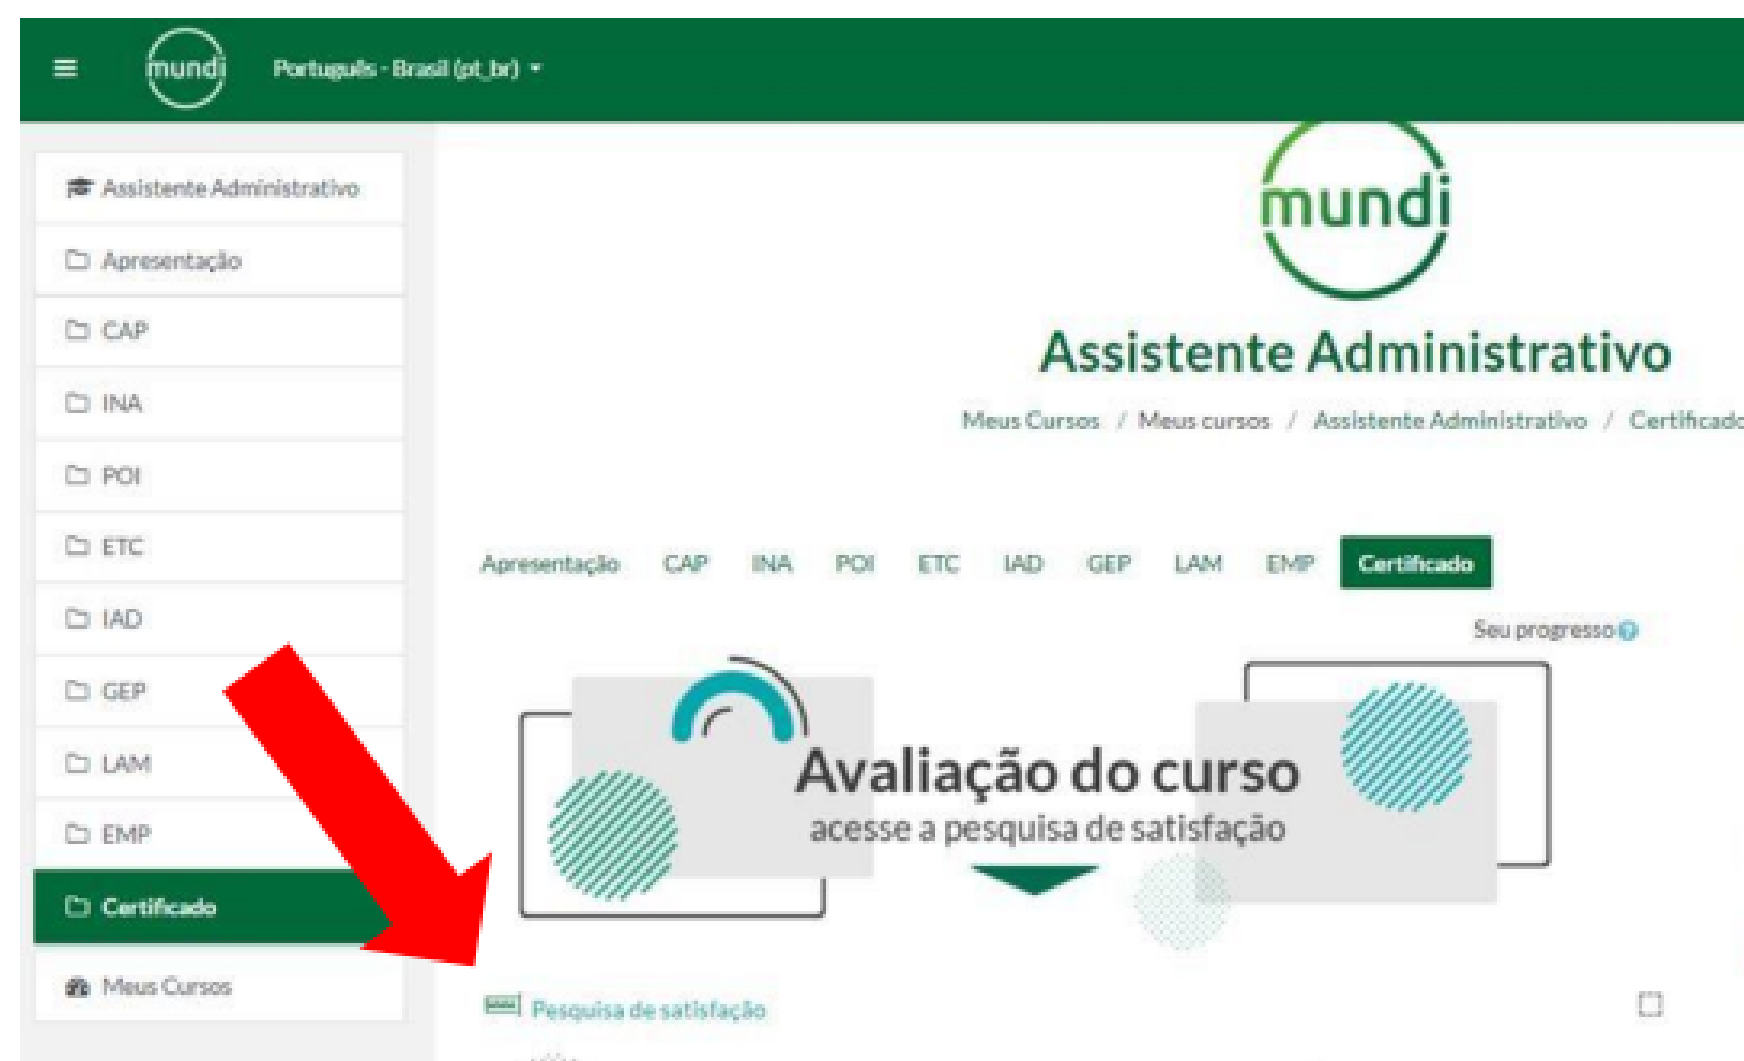 mundi Português - Brasil (pt_br)
Assistente Administrativo
Apresentação
CAP
INA
POI
ETC
IAD
GEP
LAM
EMP
Certificado
Meus Cursos
mundi
Assistente Administrativo
Meus Cursos / Meus cursos / Assistente Administrativo / Certificado
Apresentação CAP INA POI ETC IAD GEP LAM EMP Certificado
Seu progresso
Avaliação do curso
acesse a pesquisa de satisfação
Pesquisa de satisfação